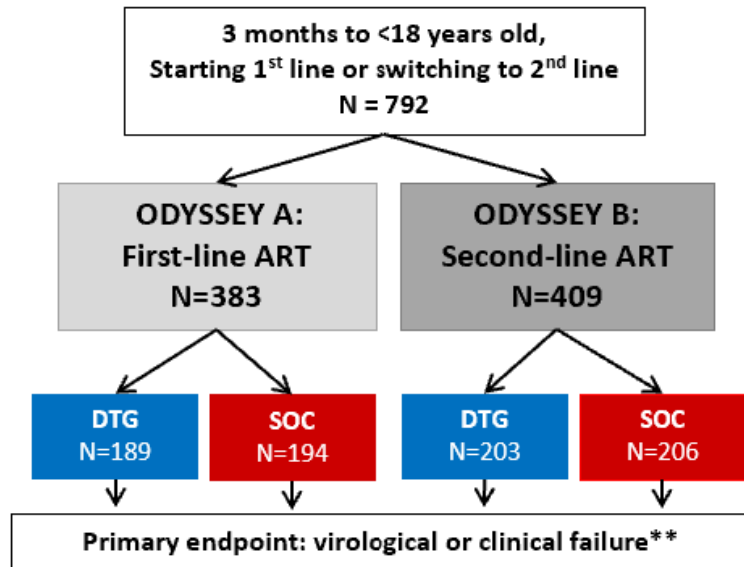 3 months to <18 years old,
Starting 1st line or switching to 2nd line
N = 792
ODYSSEY A:
First-line ART
N=383
ODYSSEY B:
Second-line ART
N=409
DTG
N=189
SOC
N=194
DTG
N=203
SOC
N=206
Primary endpoint: virological or clinical failure**